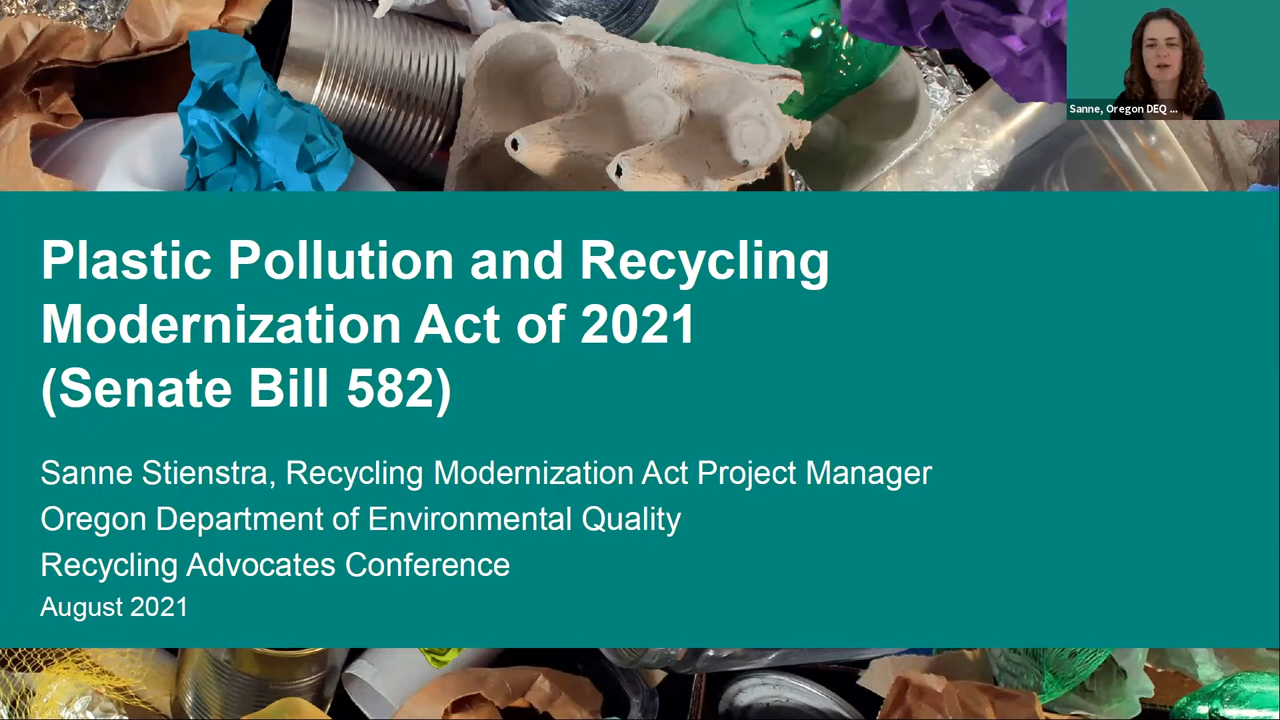 Sanne, Oregon DEQ ...
Plastic Pollution and Recycling
Modernization Act of 2021
(Senate Bill 582)
Sanne Stienstra, Recycling Modernization Act Project Manager
Oregon Department of Environmental Quality
Recycling Advocates Conference
August 2021